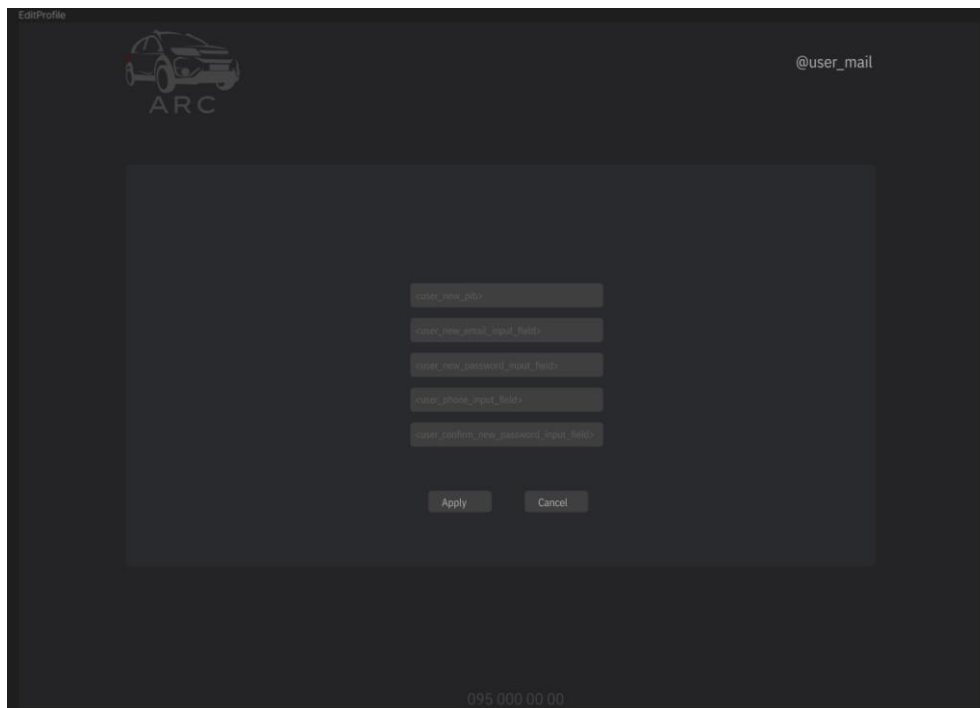 EditProfile
@user_mail
ARC
<user_new_pib>
<user_new_email_input_field>
<user_new_password_input_field>
<user_phone_input_field>
<user_confirm_new_password_input_field>
Apply Cancel
095 000 00 00